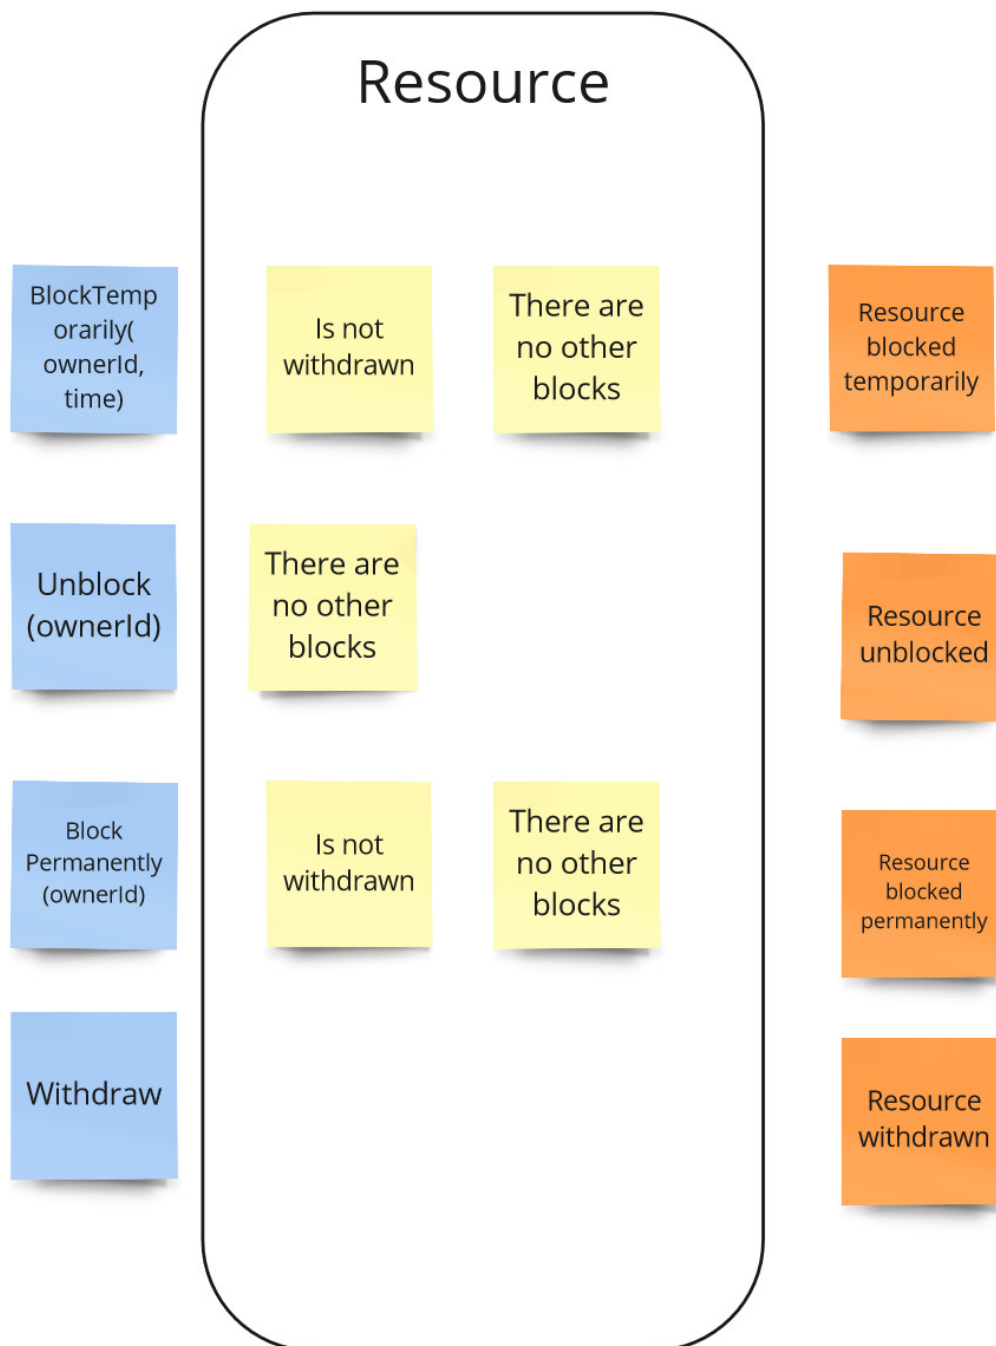 Resource
BlockTemp
orarily(
ownerId,
time)
Is not
withdrawn
There are
no other
blocks
Resource
blocked
temporarily
Unblock
(ownerId)
There are
no other
blocks
Resource
unblocked
Block
Permanently
(ownerId)
Is not
withdrawn
There are
no other
blocks
Resource
blocked
permanently
Withdraw
Resource
withdrawn